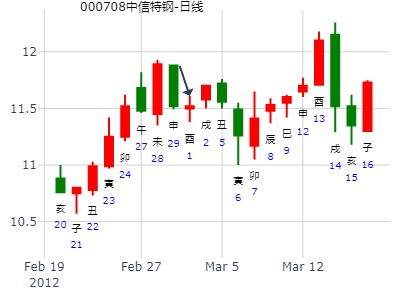 000708中信特钢-日线
12
11.5
11
10.5
亥
20
子
21
丑
22
寅
23
卯
24
午
27
未
28
申
29
酉
1
戌
2
丑
5
寅
6
卯
7
辰
8
巳
9
申
12
酉
13
戌
14
亥
15
子
16
Feb 19
2012
Feb 27
Mar 5
Mar 12